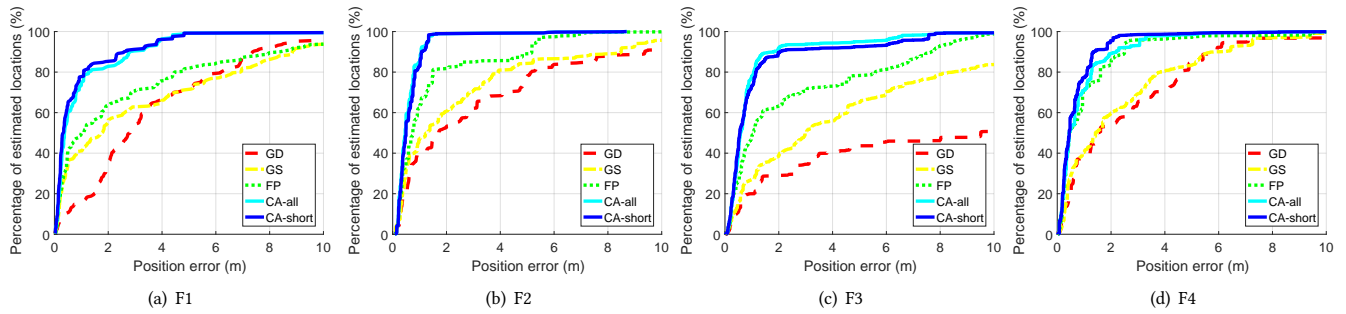 Percentage of estimated locations (%)
100
80
60
40
20
0
0 2 4 6 8 10
Position error (m)
GD
GS
FP
CA-all
CA-short
(a) F1
Percentage of estimated locations (%)
100
80
60
40
20
0
0 2 4 6 8 10
Position error (m)
GD
GS
FP
CA-all
CA-short
(b) F2
Percentage of estimated locations (%)
100
80
60
40
20
0
0 2 4 6 8 10
Position error (m)
GD
GS
FP
CA-all
CA-short
(c) F3
Percentage of estimated locations (%)
100
80
60
40
20
0
0 2 4 6 8 10
Position error (m)
GD
GS
FP
CA-all
CA-short
(d) F4